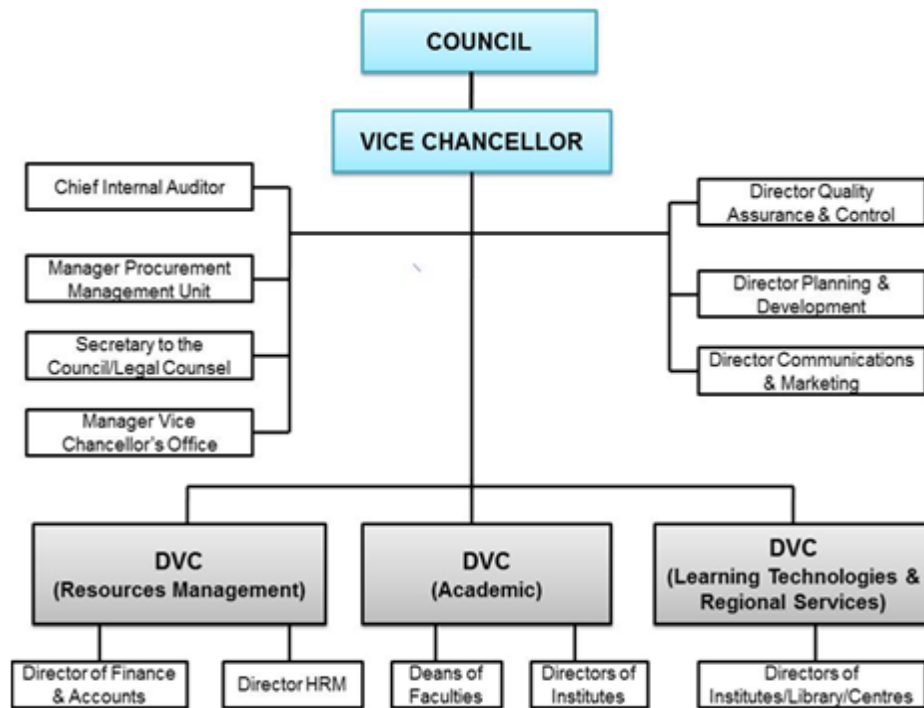 COUNCIL
VICE CHANCELLOR
Chief Internal Auditor
Manager Procurement
Management Unit
Secretary to the
Council/Legal Counsel
Manager Vice
Chancellor's Office
Director Quality
Assurance & Control
Director Planning &
Development
Director Communications
& Marketing
DVC
(Resources Management)
DVC
(Academic)
DVC
(Learning Technologies &
Regional Services)
Director of Finance
& Accounts
Director HRM
Deans of
Faculties
Directors of
Institutes
Directors of
Institutes/Library/Centres